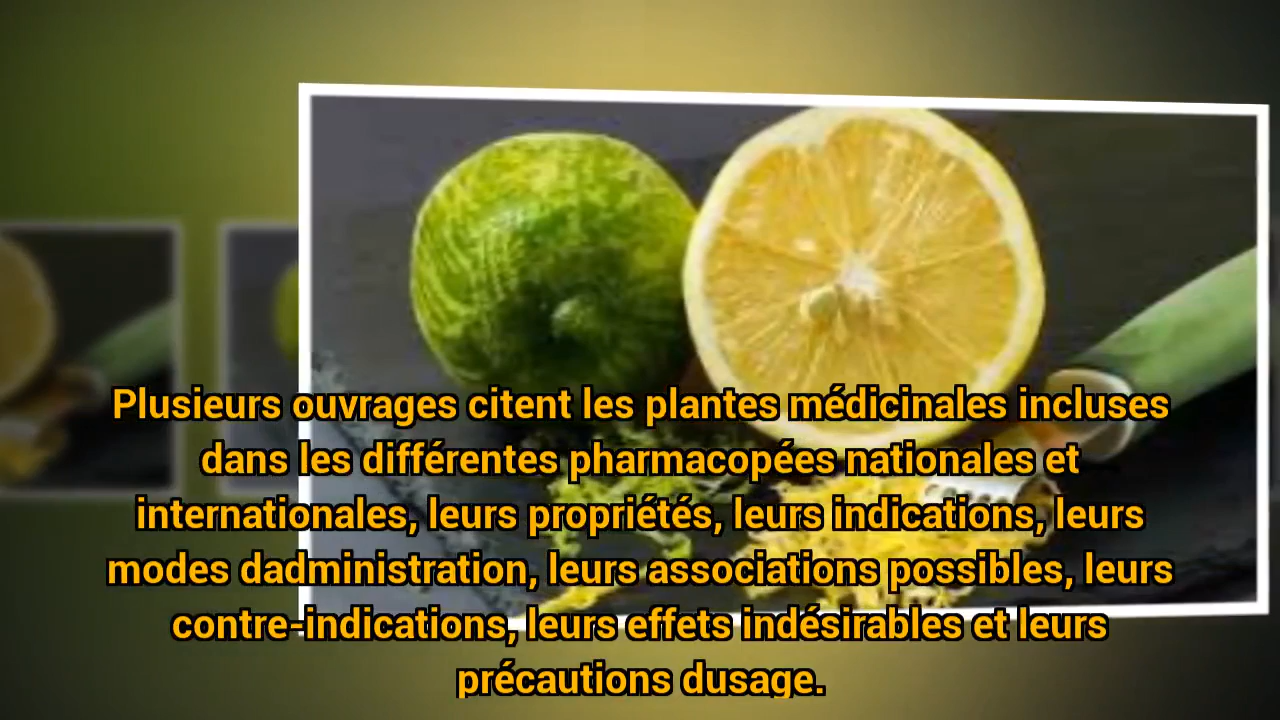 Plusieurs ouvrages citent les plantes médicinales incluses
dans les différentes pharmacopées nationales et
internationales, leurs propriétés, leurs indications, leurs
modes dadministration, leurs associations possibles, leurs
contre-indications, leurs effets indésirables et leurs
précautions dusage.